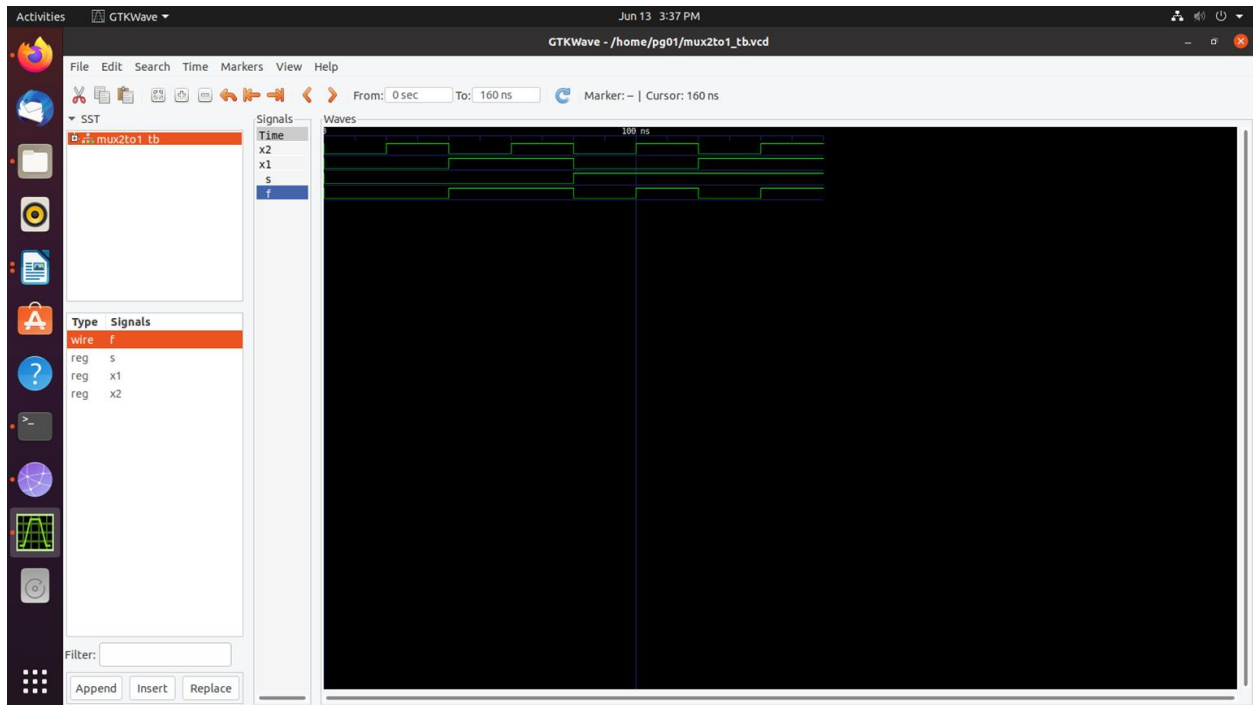 Activities GTKWave Jun 13 3:37 PM
GTKWave - /home/pg01/mux2to1_tb.vcd
File Edit Search Time Markers View Help
From: 0 sec To: 160 ns Marker: -- | Cursor: 160 ns
SST
mux2to1_tb
Type Signals
wire f
reg s
reg x1
reg x2
Filter:
Append Insert Replace
Signals
Time
x2
x1
s
f
Waves
100 ns